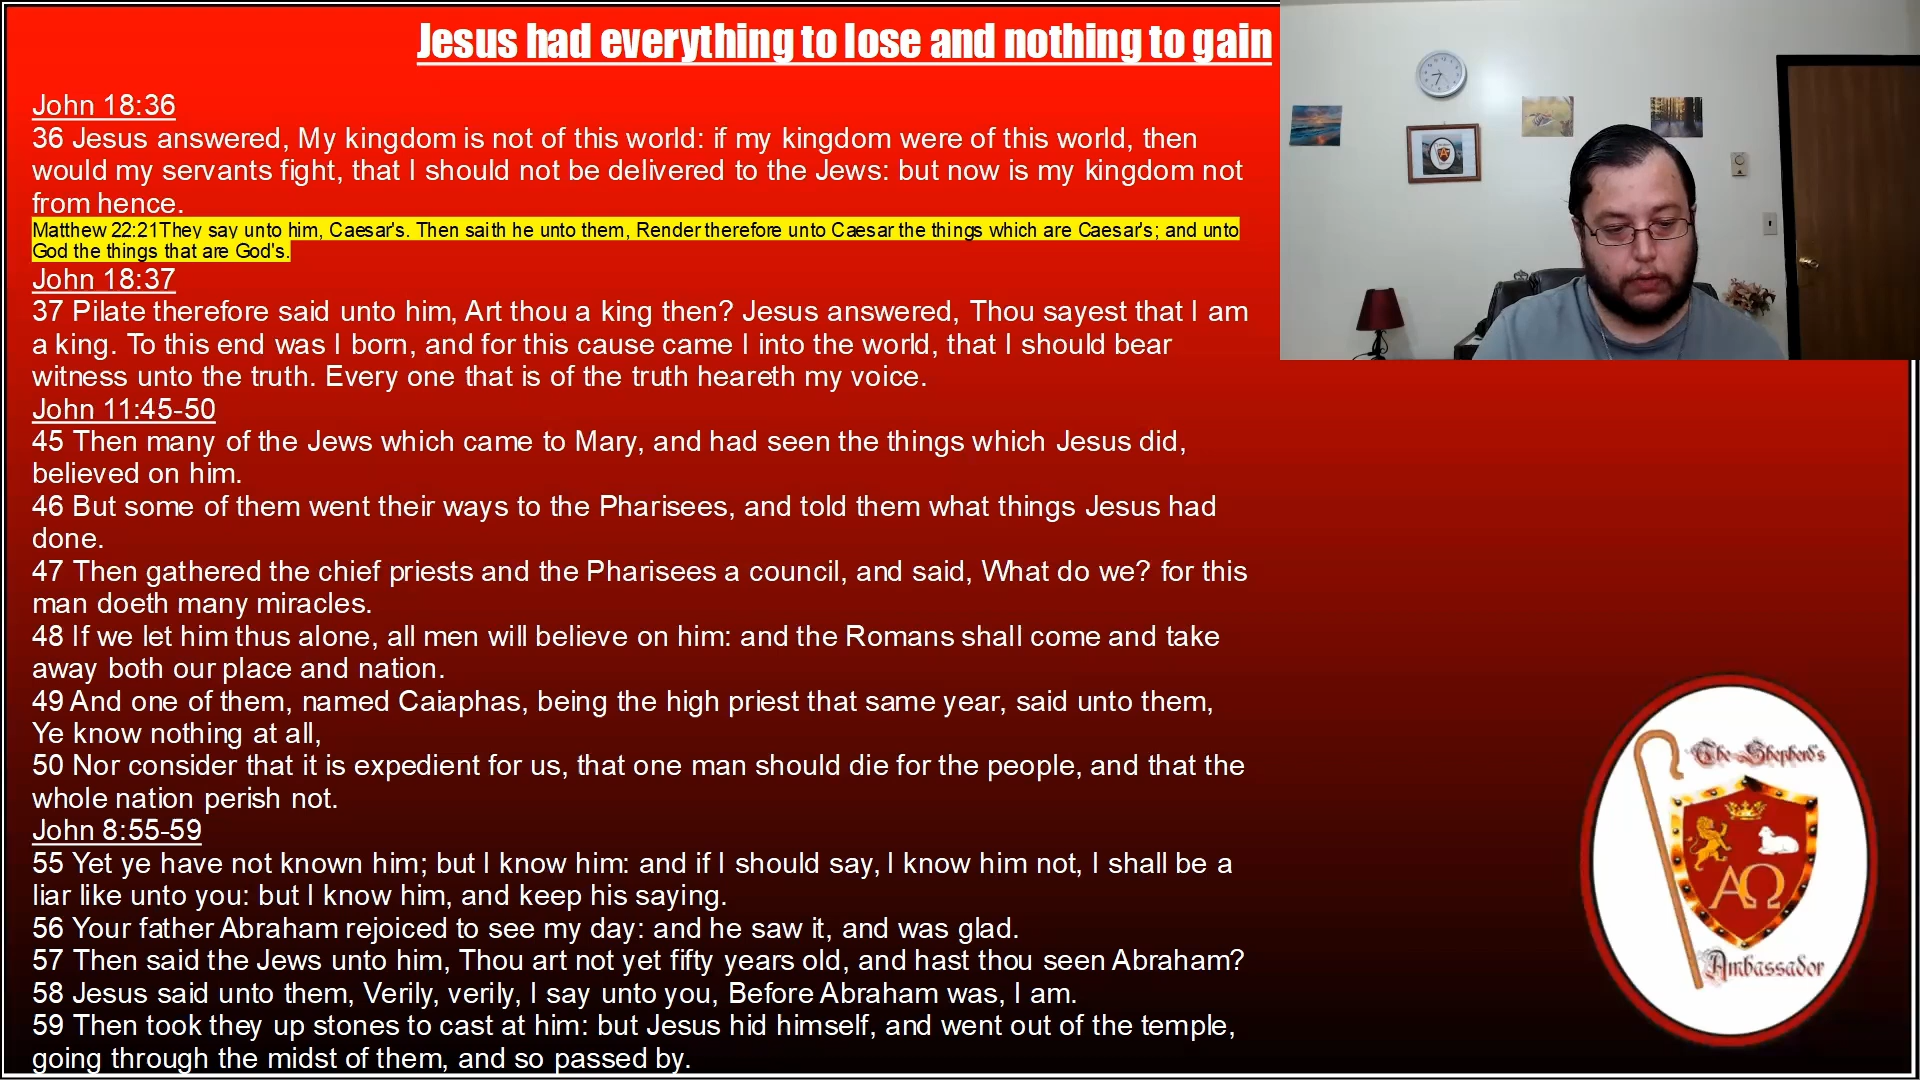 Jesus had everything to lose and nothing to gain
John 18:36
36 Jesus answered, My kingdom is not of this world: if my kingdom were of this world, then
would my servants fight, that I should not be delivered to the Jews: but now is my kingdom not
from hence.
Matthew 22:21They say unto him, Caesar's. Then saith he unto them, Render therefore unto Caesar the things which are Caesar's; and unto
God the things that are God's.
John 18:37
37 Pilate therefore said unto him, Art thou a king then? Jesus answered, Thou sayest that I am
a king. To this end was I born, and for this cause came I into the world, that I should bear
witness unto the truth. Every one that is of the truth heareth my voice.
John 11:45-50
45 Then many of the Jews which came to Mary, and had seen the things which Jesus did,
believed on him.
46 But some of them went their ways to the Pharisees, and told them what things Jesus had
done.
47 Then gathered the chief priests and the Pharisees a council, and said, What do we? for this
man doeth many miracles.
48 If we let him thus alone, all men will believe on him: and the Romans shall come and take
away both our place and nation.
49 And one of them, named Caiaphas, being the high priest that same year, said unto them,
Ye know nothing at all,
50 Nor consider that it is expedient for us, that one man should die for the people, and that the
whole nation perish not.
John 8:55-59
55 Yet ye have not known him; but I know him: and if I should say, I know him not, I shall be a
liar like unto you: but I know him, and keep his saying.
56 Your father Abraham rejoiced to see my day: and he saw it, and was glad.
57 Then said the Jews unto him, Thou art not yet fifty years old, and hast thou seen Abraham?
58 Jesus said unto them, Verily, verily, I say unto you, Before Abraham was, I am.
59 Then took they up stones to cast at him: but Jesus hid himself, and went out of the temple,
going through the midst of them, and so passed by.
The Shepherd's
ΑΩ
Ambassador